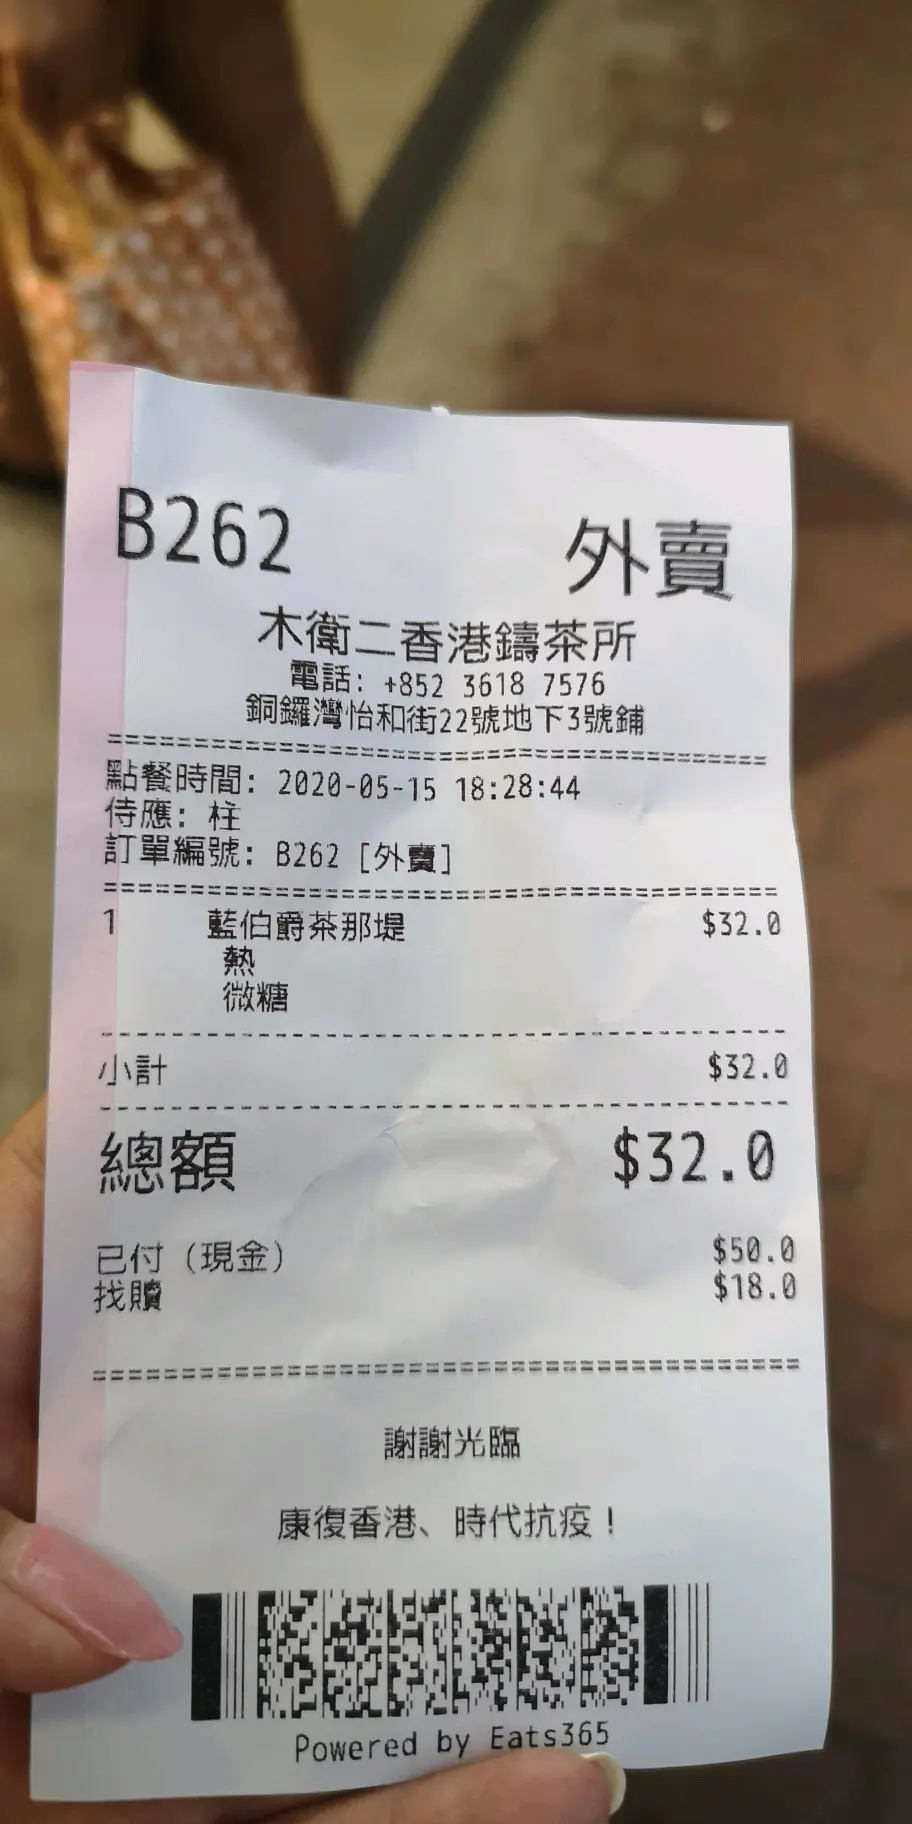 B262 外賣
木衛二香港鑄茶所
電話: +852 3618 7576
銅鑼灣怡和街22號地下3號鋪
點餐時間: 2020-05-15 18:28:44
侍應: 柱
訂單編號: B262 [外賣]
1 藍伯爵茶那堤 $32.0
熱
微糖
小計 $32.0
總額 $32.0
已付 (現金) $50.0
找贖 $18.0
謝謝光臨
康復香港、時代抗疫!
Powered by Eats365